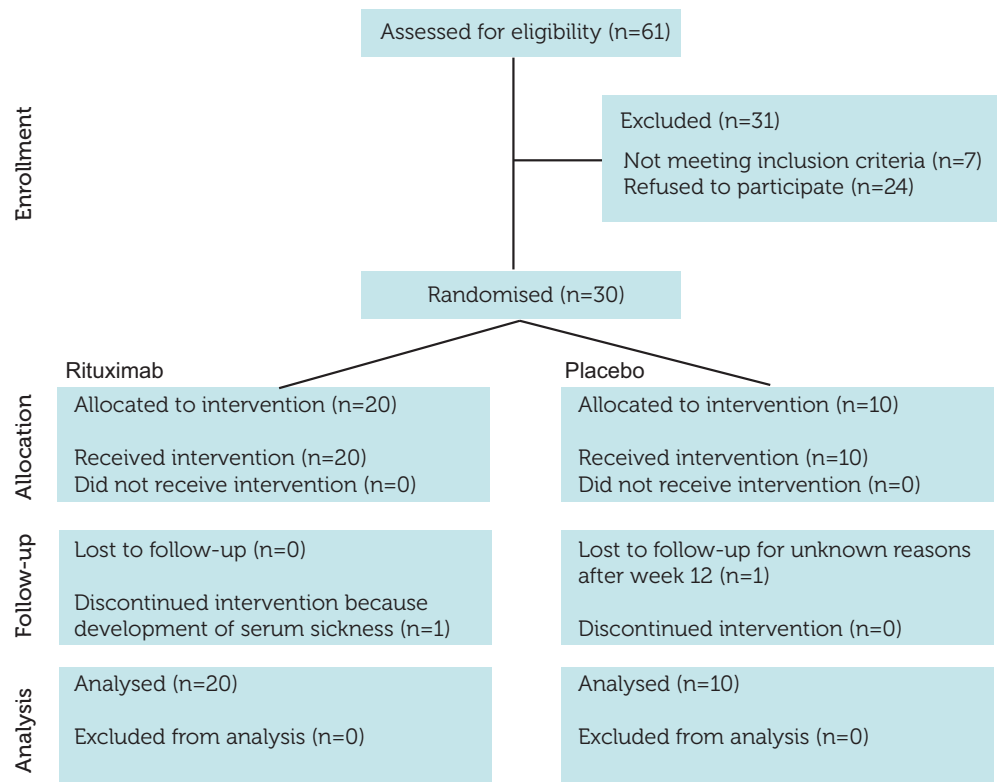 Assessed for eligibility (n=61)
Enrollment
Excluded (n=31)
Not meeting inclusion criteria (n=7)
Refused to participate (n=24)
Randomised (n=30)
Rituximab
Placebo
Allocation
Allocated to intervention (n=20)
Received intervention (n=20)
Did not receive intervention (n=0)
Allocated to intervention (n=10)
Received intervention (n=10)
Did not receive intervention (n=0)
Follow-up
Lost to follow-up (n=0)
Discontinued intervention because
development of serum sickness (n=1)
Lost to follow-up for unknown reasons
after week 12 (n=1)
Discontinued intervention (n=0)
Analysis
Analysed (n=20)
Excluded from analysis (n=0)
Analysed (n=10)
Excluded from analysis (n=0)